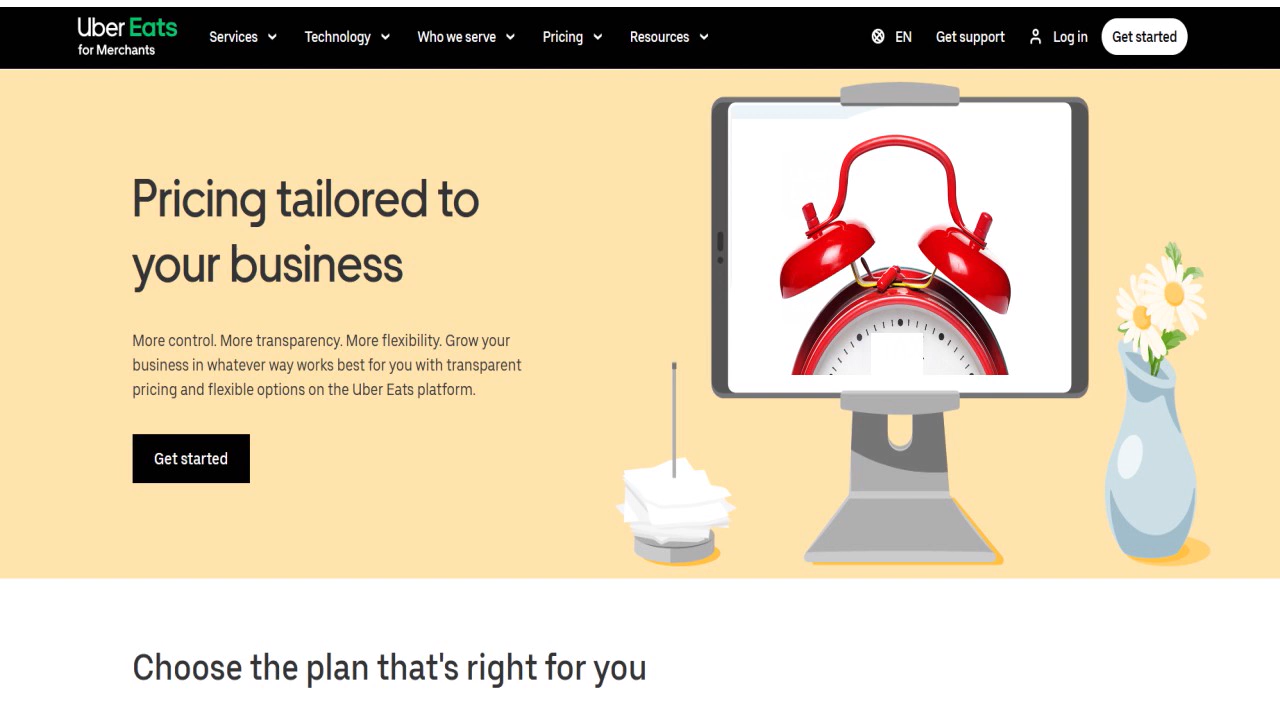 Uber Eats
for Merchants
Services
Technology
Who we serve
Pricing
Resources
EN
Get support
Log in
Get started
Pricing tailored to
your business
More control. More transparency. More flexibility. Grow your
business in whatever way works best for you with transparent
pricing and flexible options on the Uber Eats platform.
Get started
Choose the plan that's right for you